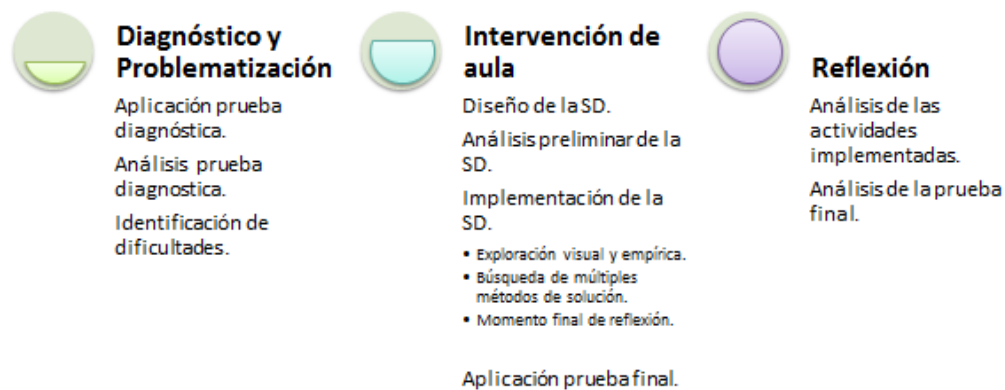 Diagnóstico y
Problematización
Aplicación prueba
diagnóstica.
Análisis prueba
diagnostica.
Identificación de
dificultades.
Intervención de
aula
Diseño de la SD.
Análisis preliminar de la
SD.
Implementación de la
SD.
• Exploración visual y empírica.
• Búsqueda de múltiples
métodos de solución.
• Momento final de reflexión.
Aplicación prueba final.
Reflexión
Análisis de las
actividades
implementadas.
Análisis de la prueba
final.